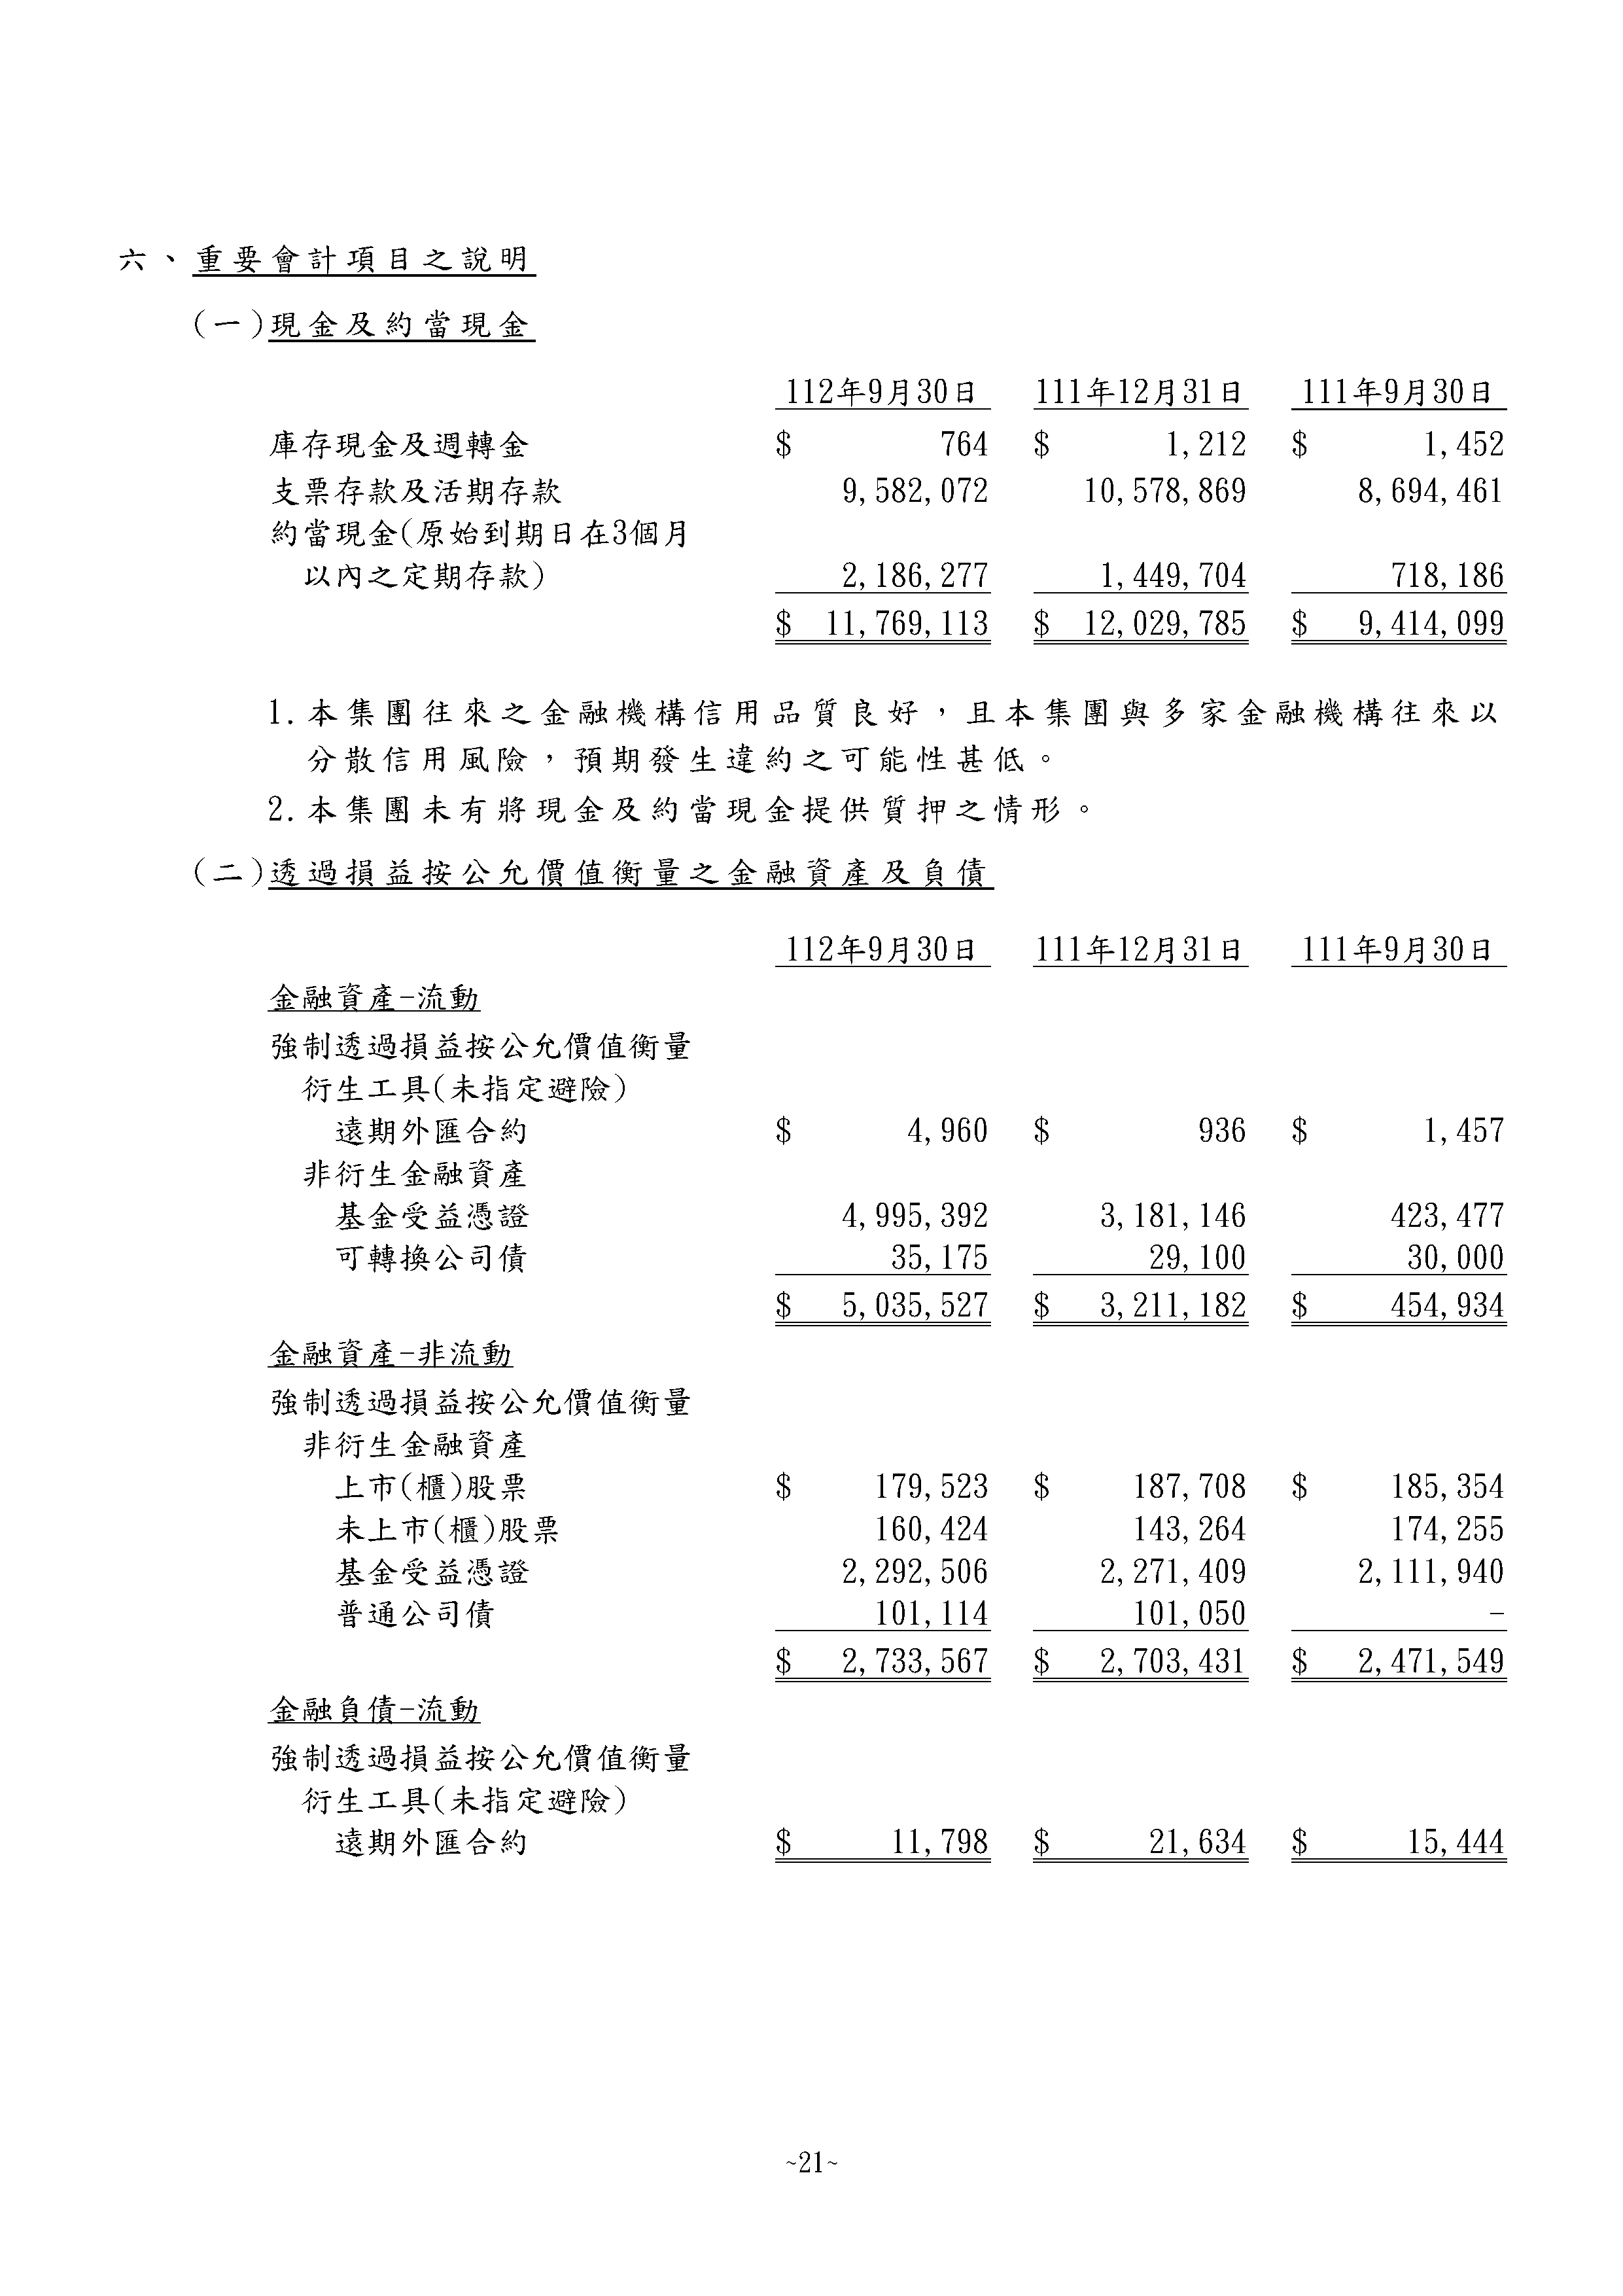 六、重要會計項目之說明
(一)現金及約當現金
112年9月30日 111年12月31日 111年9月30日
庫存現金及週轉金 $ 764 $ 1,212 $ 1,452
支票存款及活期存款 9,582,072 10,578,869 8,694,461
約當現金(原始到期日在3個月
以內之定期存款) 2,186,277 1,449,704 718,186
$ 11,769,113 $ 12,029,785 $ 9,414,099
1.本集團往來之金融機構信用品質良好，且本集團與多家金融機構往來以
分散信用風險，預期發生違約之可能性甚低。
2.本集團未有將現金及約當現金提供質押之情形。
(二)透過損益按公允價值衡量之金融資產及負債
112年9月30日 111年12月31日 111年9月30日
金融資產-流動
強制透過損益按公允價值衡量
衍生工具(未指定避險)
遠期外匯合約 $ 4,960 $ 936 $ 1,457
非衍生金融資產
基金受益憑證 4,995,392 3,181,146 423,477
可轉換公司債 35,175 29,100 30,000
$ 5,035,527 $ 3,211,182 $ 454,934
金融資產-非流動
強制透過損益按公允價值衡量
非衍生金融資產
上市(櫃)股票 $ 179,523 $ 187,708 $ 185,354
未上市(櫃)股票 160,424 143,264 174,255
基金受益憑證 2,292,506 2,271,409 2,111,940
普通公司債 101,114 101,050 -
$ 2,733,567 $ 2,703,431 $ 2,471,549
金融負債-流動
強制透過損益按公允價值衡量
衍生工具(未指定避險)
遠期外匯合約 $ 11,798 $ 21,634 $ 15,444
~21~